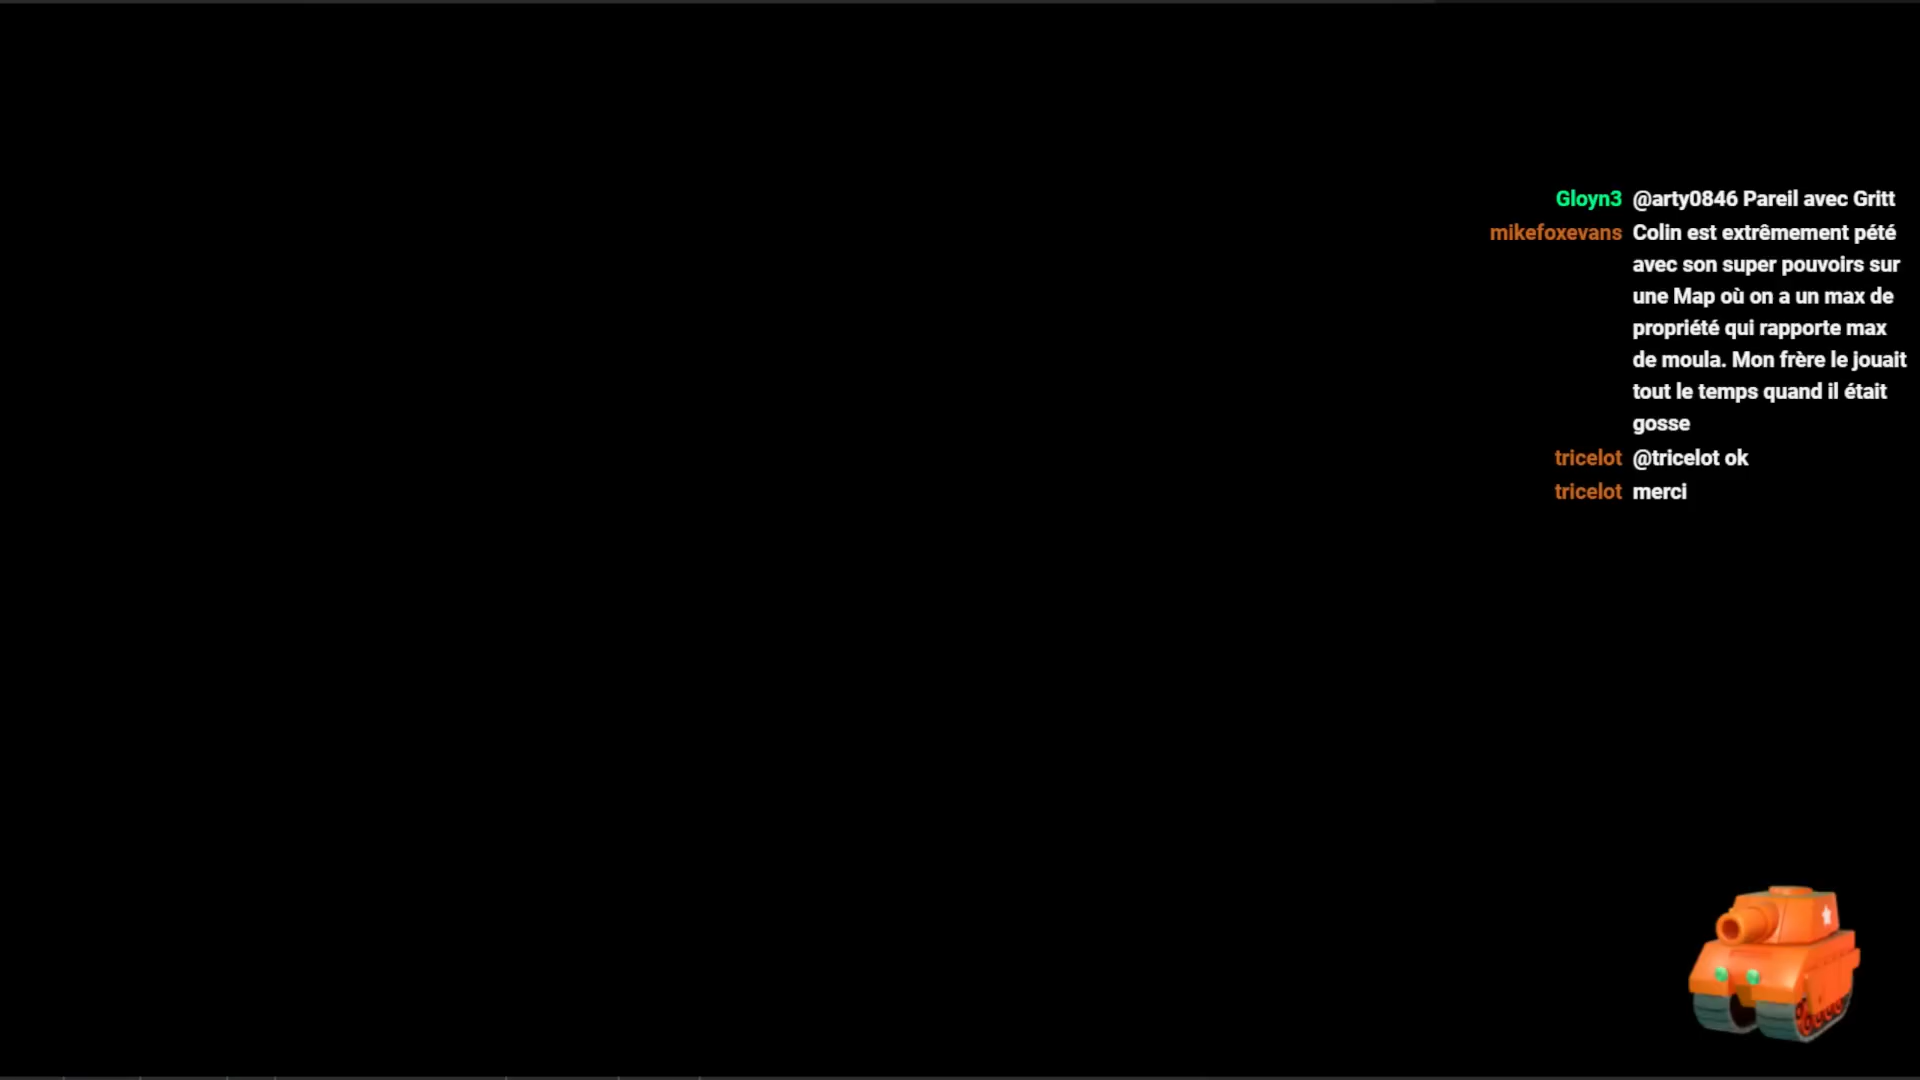 Gloyn3 @arty0846 Pareil avec Gritt
mikefoxevans Colin est extrêmement pété
avec son super pouvoirs sur
une Map où on a un max de
propriété qui rapporte max
de moula. Mon frère le jouait
tout le temps quand il était
gosse
tricelot @tricelot ok
tricelot merci